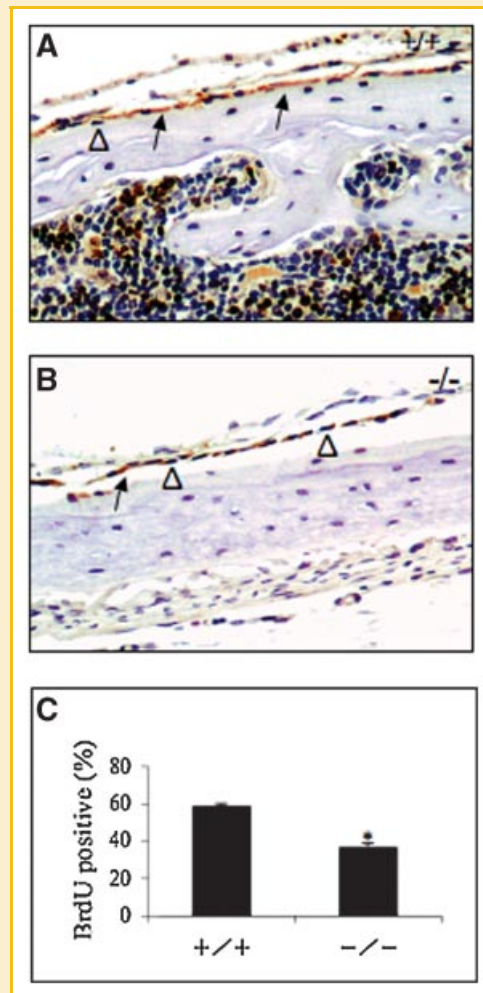 A
+/+
Δ
B
-/-
Δ
Δ
C
BrdU positive (%)
80
60
40
20
0
*
+/+
-/-